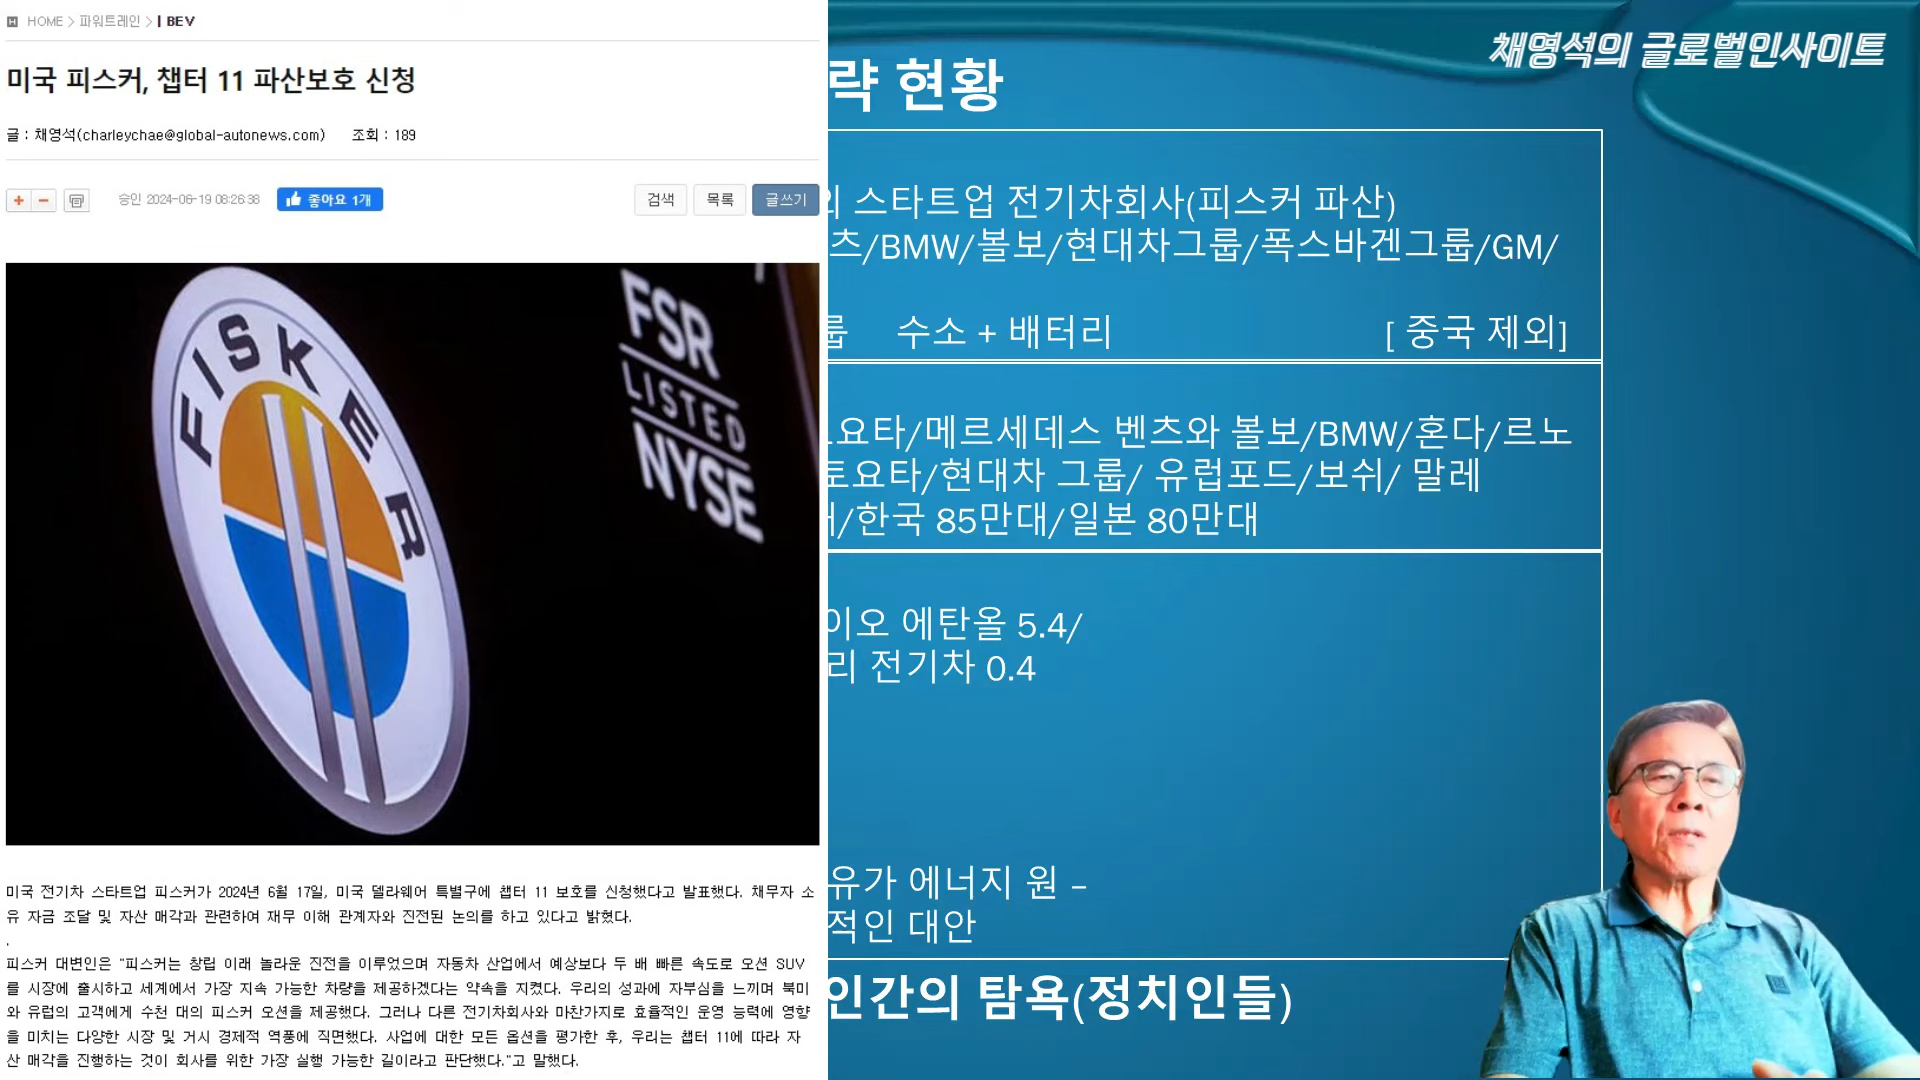 HOME > 파워트레인 > | BEV
미국 피스커, 챕터 11 파산보호 신청
글 : 채영석(charleychae@global-autonews.com) 조회 : 189
승인 2024-06-19 08:26:38
좋아요 1개
검색
목록
글쓰기
FISKER
FSR
LISTED
NYSE
미국 전기차 스타트업 피스커가 2024년 6월 17일, 미국 델라웨어 특별구에 챕터 11 보호를 신청했다고 발표했다. 채무자 소
유 자금 조달 및 자산 매각과 관련하여 재무 이해 관계자와 진전된 논의를 하고 있다고 밝혔다.
.
피스커 대변인은 "피스커는 창립 이래 놀라운 진전을 이루었으며 자동차 산업에서 예상보다 두 배 빠른 속도로 오션 SUV
를 시장에 출시하고 세계에서 가장 지속 가능한 차량을 제공하겠다는 약속을 지켰다. 우리의 성과에 자부심을 느끼며 북미
와 유럽의 고객에게 수천 대의 피스커 오션을 제공했다. 그러나 다른 전기차회사와 마찬가지로 효율적인 운영 능력에 영향
을 미치는 다양한 시장 및 거시 경제적 역풍에 직면했다. 사업에 대한 모든 옵션을 평가한 후, 우리는 챕터 11에 따라 자
산 매각을 진행하는 것이 회사를 위한 가장 실행 가능한 길이라고 판단했다."고 말했다.
채영석의 글로벌인사이트
략 현황
의 스타트업 전기차회사(피스커 파산)
츠/BMW/볼보/현대차그룹/폭스바겐그룹/GM/
룹 수소 + 배터리 [ 중국 제외]
요타/메르세데스 벤츠와 볼보/BMW/혼다/르노
토요타/현대차 그룹/ 유럽포드/보쉬/ 말레
/한국 85만대/일본 80만대
이오 에탄올 5.4/
리 전기차 0.4
유가 에너지 원 –
적인 대안
인간의 탐욕(정치인들)